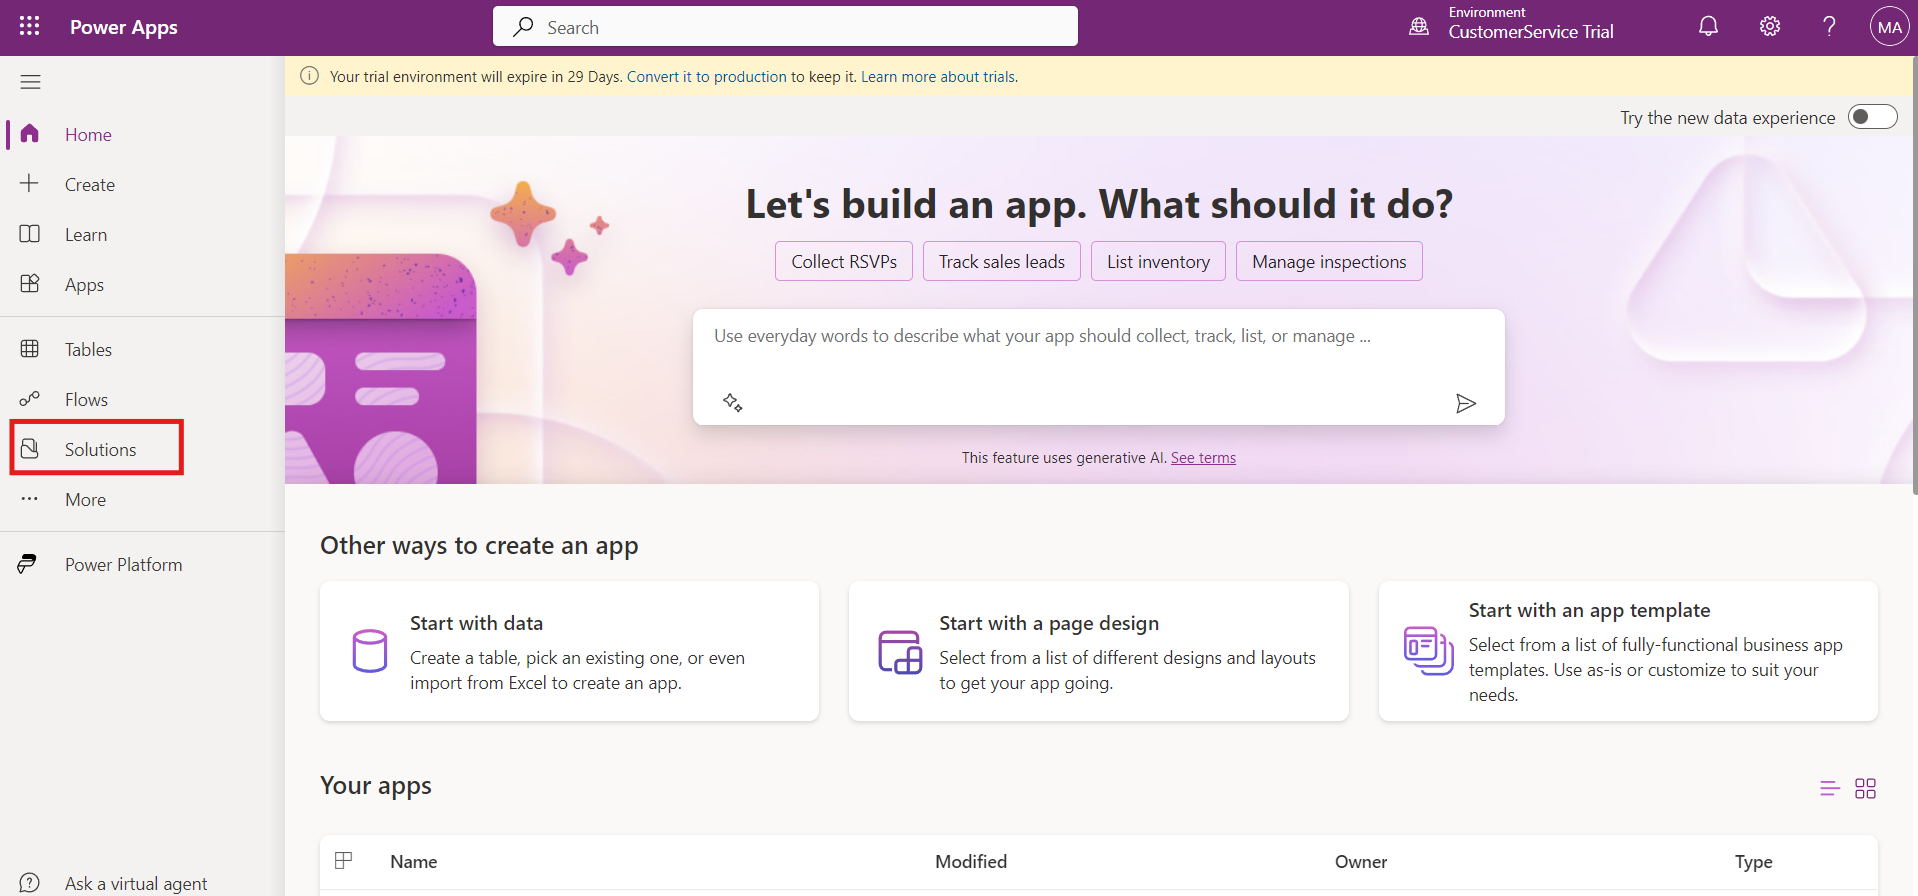 Power Apps
Search
Environment
CustomerService Trial
MA
Your trial environment will expire in 29 Days. Convert it to production to keep it. Learn more about trials.
Try the new data experience
Home
Create
Learn
Apps
Tables
Flows
Solutions
More
Power Platform
Ask a virtual agent
Let's build an app. What should it do?
Collect RSVPs
Track sales leads
List inventory
Manage inspections
Use everyday words to describe what your app should collect, track, list, or manage ...
This feature uses generative AI. See terms
Other ways to create an app
Start with data
Create a table, pick an existing one, or even
import from Excel to create an app.
Start with a page design
Select from a list of different designs and layouts
to get your app going.
Start with an app template
Select from a list of fully-functional business app
templates. Use as-is or customize to suit your
needs.
Your apps
Name
Modified
Owner
Type